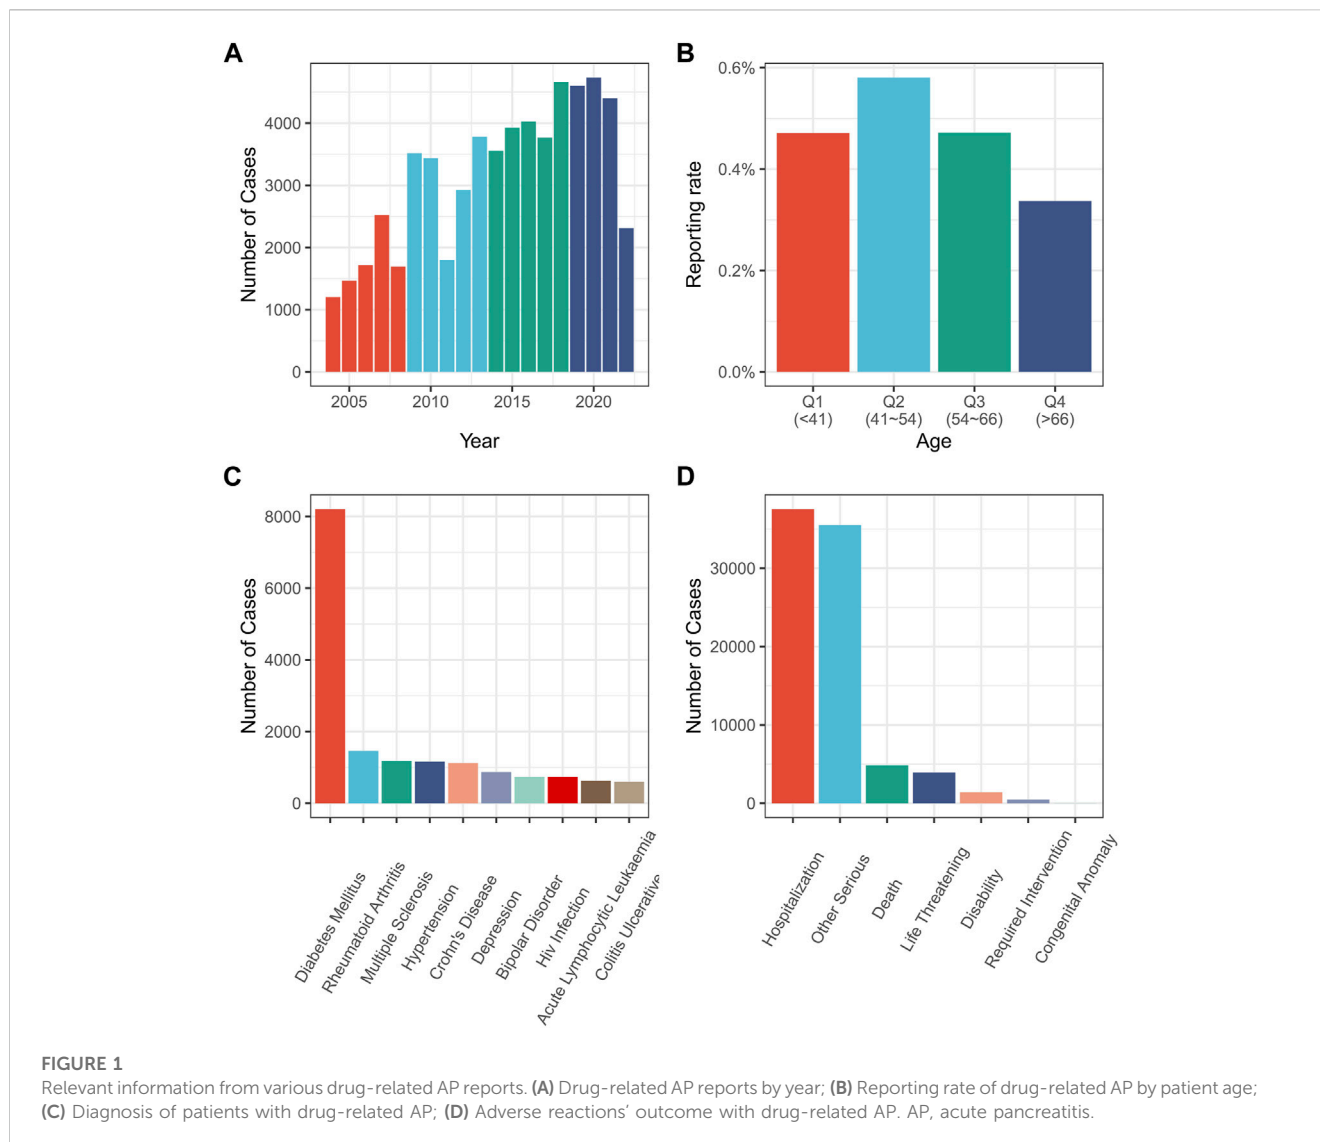 A
Number of Cases
4000
3000
2000
1000
0
2005 2010 2015 2020
Year
B
Reporting rate
0.6%
0.4%
0.2%
0.0%
Q1 Q2 Q3 Q4
(<41) (41~54) (54~66) (>66)
Age
C
Number of Cases
8000
6000
4000
2000
0
Diabetes Mellitus
Rheumatoid Arthritis
Multiple Sclerosis
Hypertension
Crohn's Disease
Depression
Bipolar Disorder
Hiv Infection
Acute Lymphocytic Leukaemia
Colitis Ulcerative
D
Number of Cases
30000
20000
10000
0
Hospitalization
Other Serious
Death
Life Threatening
Disability
Required Intervention
Congenital Anomaly
FIGURE 1
Relevant information from various drug-related AP reports. (A) Drug-related AP reports by year; (B) Reporting rate of drug-related AP by patient age;
(C) Diagnosis of patients with drug-related AP; (D) Adverse reactions' outcome with drug-related AP. AP, acute pancreatitis.